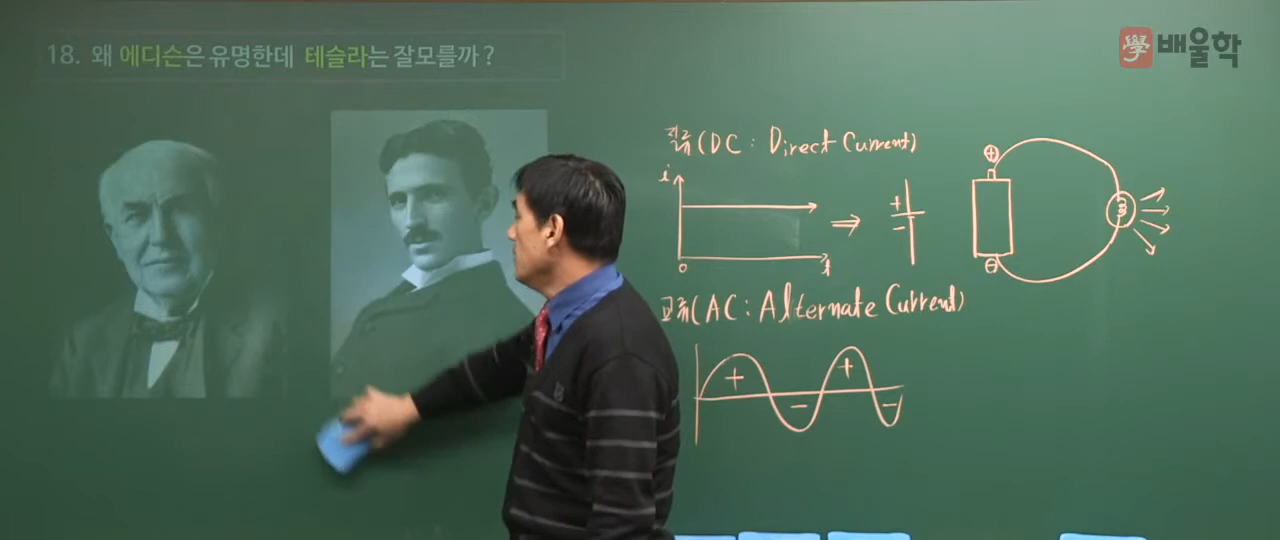 18. 왜 에디슨은 유명한데 테슬라는 잘모를까?
學 배울학
직류(DC : Direct Current)
i
0
t
+
-
⊕
⊖
교류(AC : Alternate Current)
+ - + -